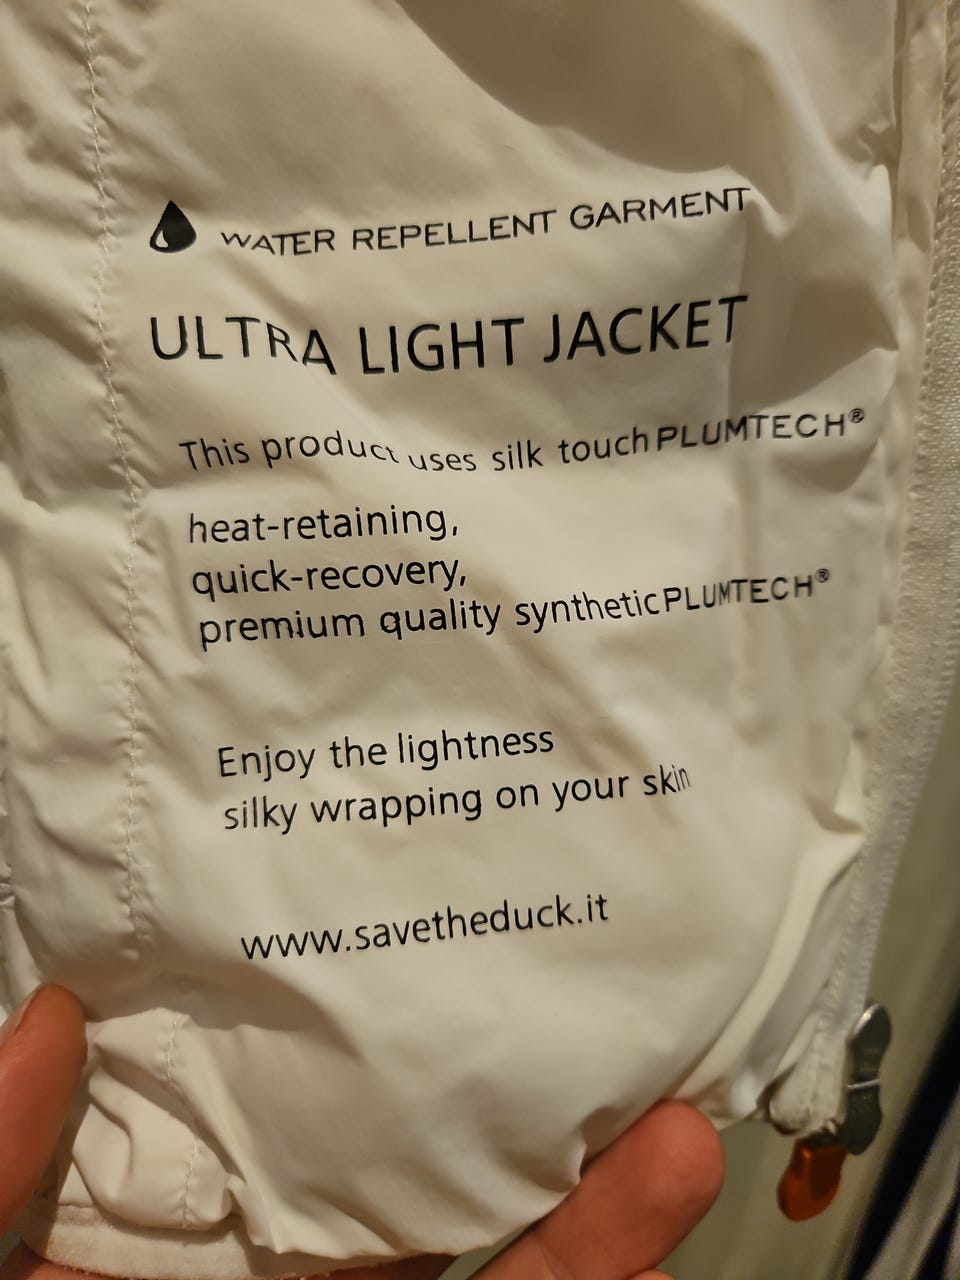 WATER REPELLENT GARMENT
ULTRA LIGHT JACKET
This product uses silk touch PLUMTECH®
heat-retaining,
quick-recovery,
premium quality synthetic PLUMTECH®
Enjoy the lightness
silky wrapping on your skin
www.savetheduck.it